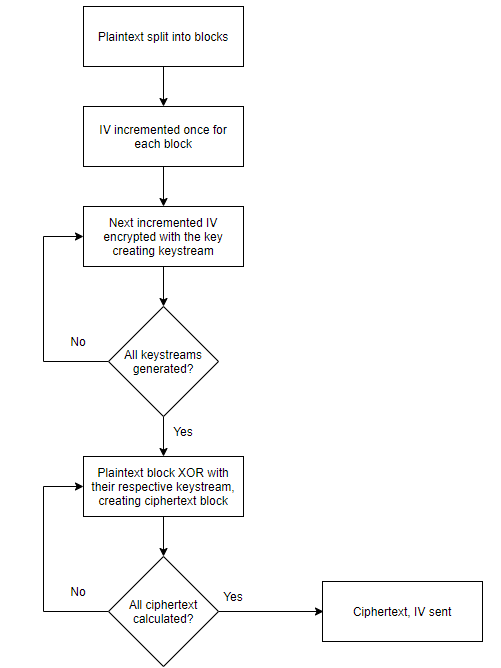 Plaintext split into blocks
IV incremented once for
each block
Next incremented IV
encrypted with the key
creating keystream
No
All keystreams
generated?
Yes
Plaintext block XOR with
their respective keystream,
creating ciphertext block
No
All ciphertext
calculated?
Yes
Ciphertext, IV sent